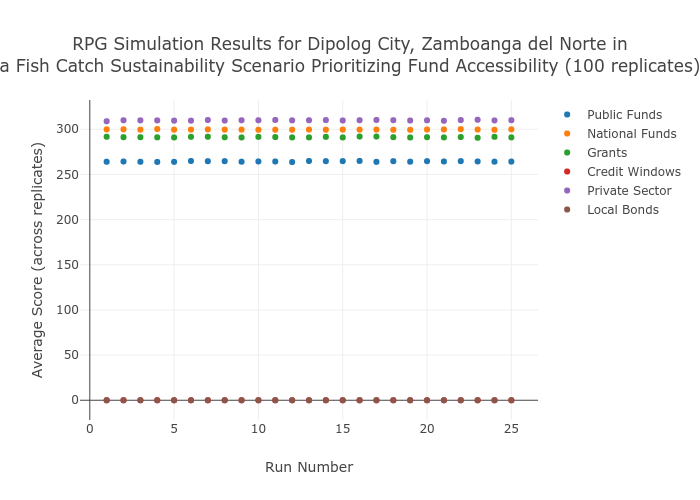 RPG Simulation Results for Dipolog City, Zamboanga del Norte in
a Fish Catch Sustainability Scenario Prioritizing Fund Accessibility (100 replicates)
Public Funds
National Funds
Grants
Credit Windows
Private Sector
Local Bonds
Average Score (across replicates)
300
250
200
150
100
50
0
0 5 10 15 20 25
Run Number